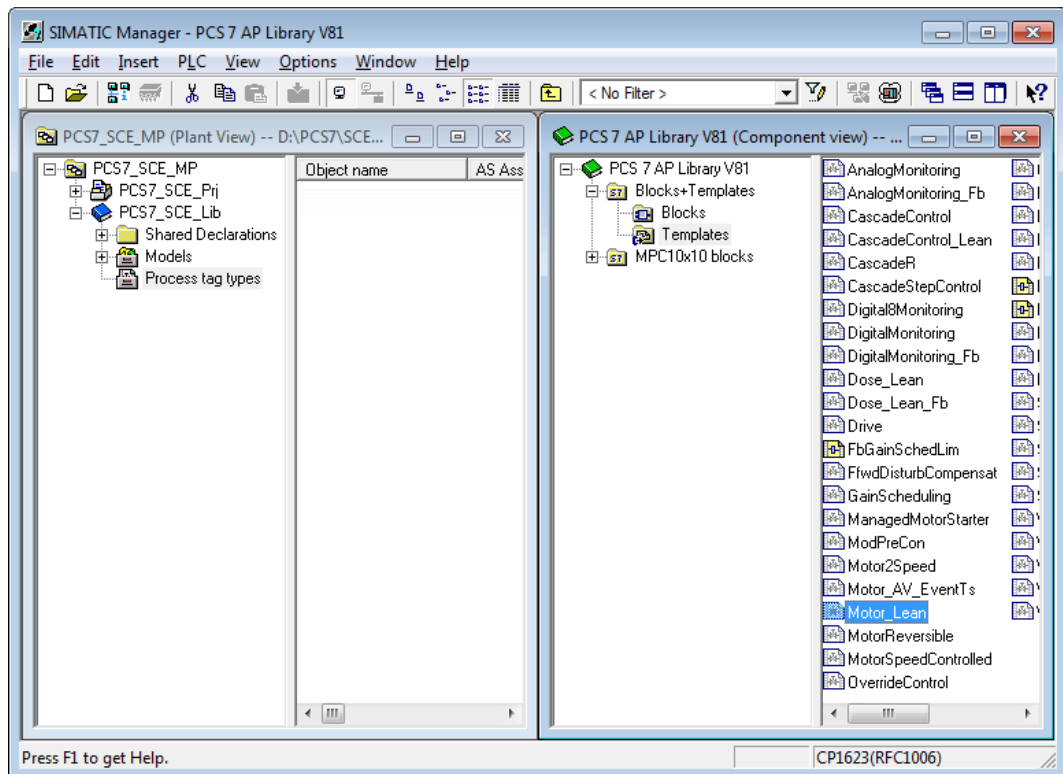 SIMATIC Manager - PCS 7 AP Library V81
File Edit Insert PLC View Options Window Help
< No Filter >
PCS7_SCE_MP (Plant View) -- D:\PCS7\SCE...
PCS7_SCE_MP
PCS7_SCE_Prj
PCS7_SCE_Lib
Shared Declarations
Models
Process tag types
Object name AS Ass
PCS 7 AP Library V81 (Component view) -- ...
PCS 7 AP Library V81
Blocks+Templates
Blocks
Templates
MPC10x10 blocks
AnalogMonitoring
AnalogMonitoring_Fb
CascadeControl
CascadeControl_Lean
CascadeR
CascadeStepControl
Digital8Monitoring
DigitalMonitoring
DigitalMonitoring_Fb
Dose_Lean
Dose_Lean_Fb
Drive
FbGainSchedLim
FfwdDisturbCompensat
GainScheduling
ManagedMotorStarter
ModPreCon
Motor2Speed
Motor_AV_EventTs
Motor_Lean
MotorReversible
MotorSpeedControlled
OverrideControl
Press F1 to get Help.
CP1623(RFC1006)